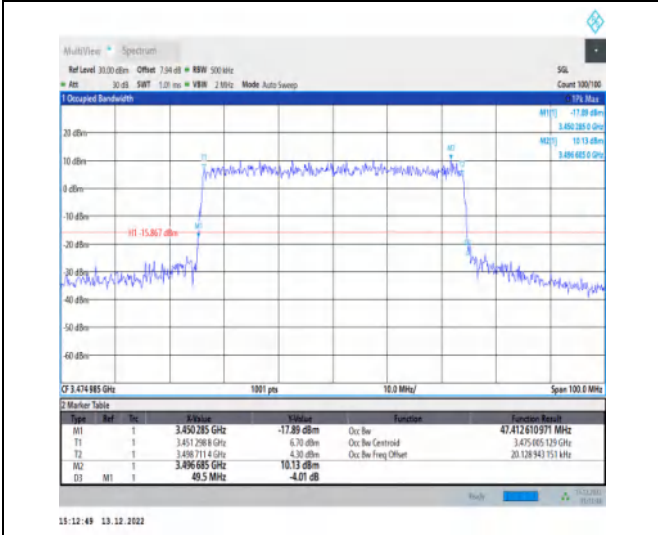 MultiView Spectrum
Ref Level 30.00 dBm Offset 7.94 dB RBW 500 kHz SGL
Att 30 dB SWT 1.01 ms VBW 2 MHz Mode Auto Sweep Count 100/100
1 Occupied Bandwidth 1Pk Max
M1[1] -17.89 dBm
3.450 285 0 GHz
M2[1] 10.13 dBm
3.496 685 0 GHz
20 dBm
M2
T1
10 dBm
0 dBm
-10 dBm
H1 -15.867 dBm
-20 dBm
-30 dBm
-40 dBm
-50 dBm
-60 dBm
CF 3.474 985 GHz 1001 pts 10.0 MHz/ Span 100.0 MHz
2 Marker Table
Type Ref Trc X-Value Y-Value Function Function Result
M1 1 3.450 285 GHz -17.89 dBm Occ Bw 47.412 610 971 MHz
T1 1 3.451 298 8 GHz 6.70 dBm Occ Bw Centroid 3.475 005 129 GHz
T2 1 3.498 711 4 GHz 4.30 dBm Occ Bw Freq Offset 20.128 943 151 kHz
M2 1 3.496 685 GHz 10.13 dBm
D3 M1 1 49.5 MHz -4.01 dB
Ready
15:12:49 13.12.2022